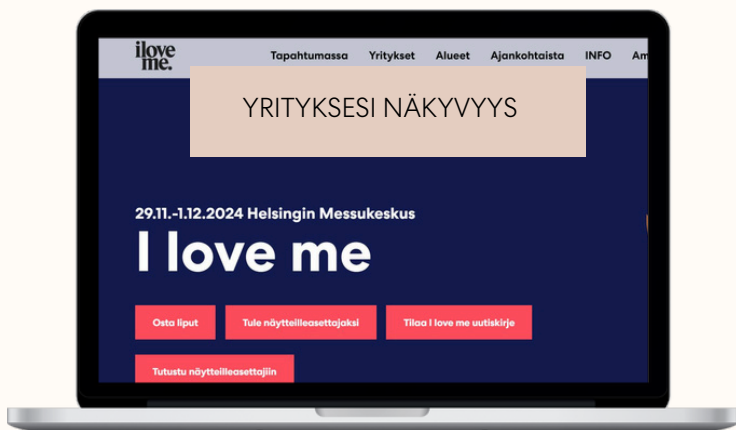 ilove
me.
Tapahtumassa Yritykset Alueet Ajankohtaista INFO Am
YRITYKSESI NÄKYVYYS
29.11.-1.12.2024 Helsingin Messukeskus
I love me
Osta liput Tule näytteilleasettajaksi Tilaa I love me uutiskirje
Tutustu näytteilleasettajiin